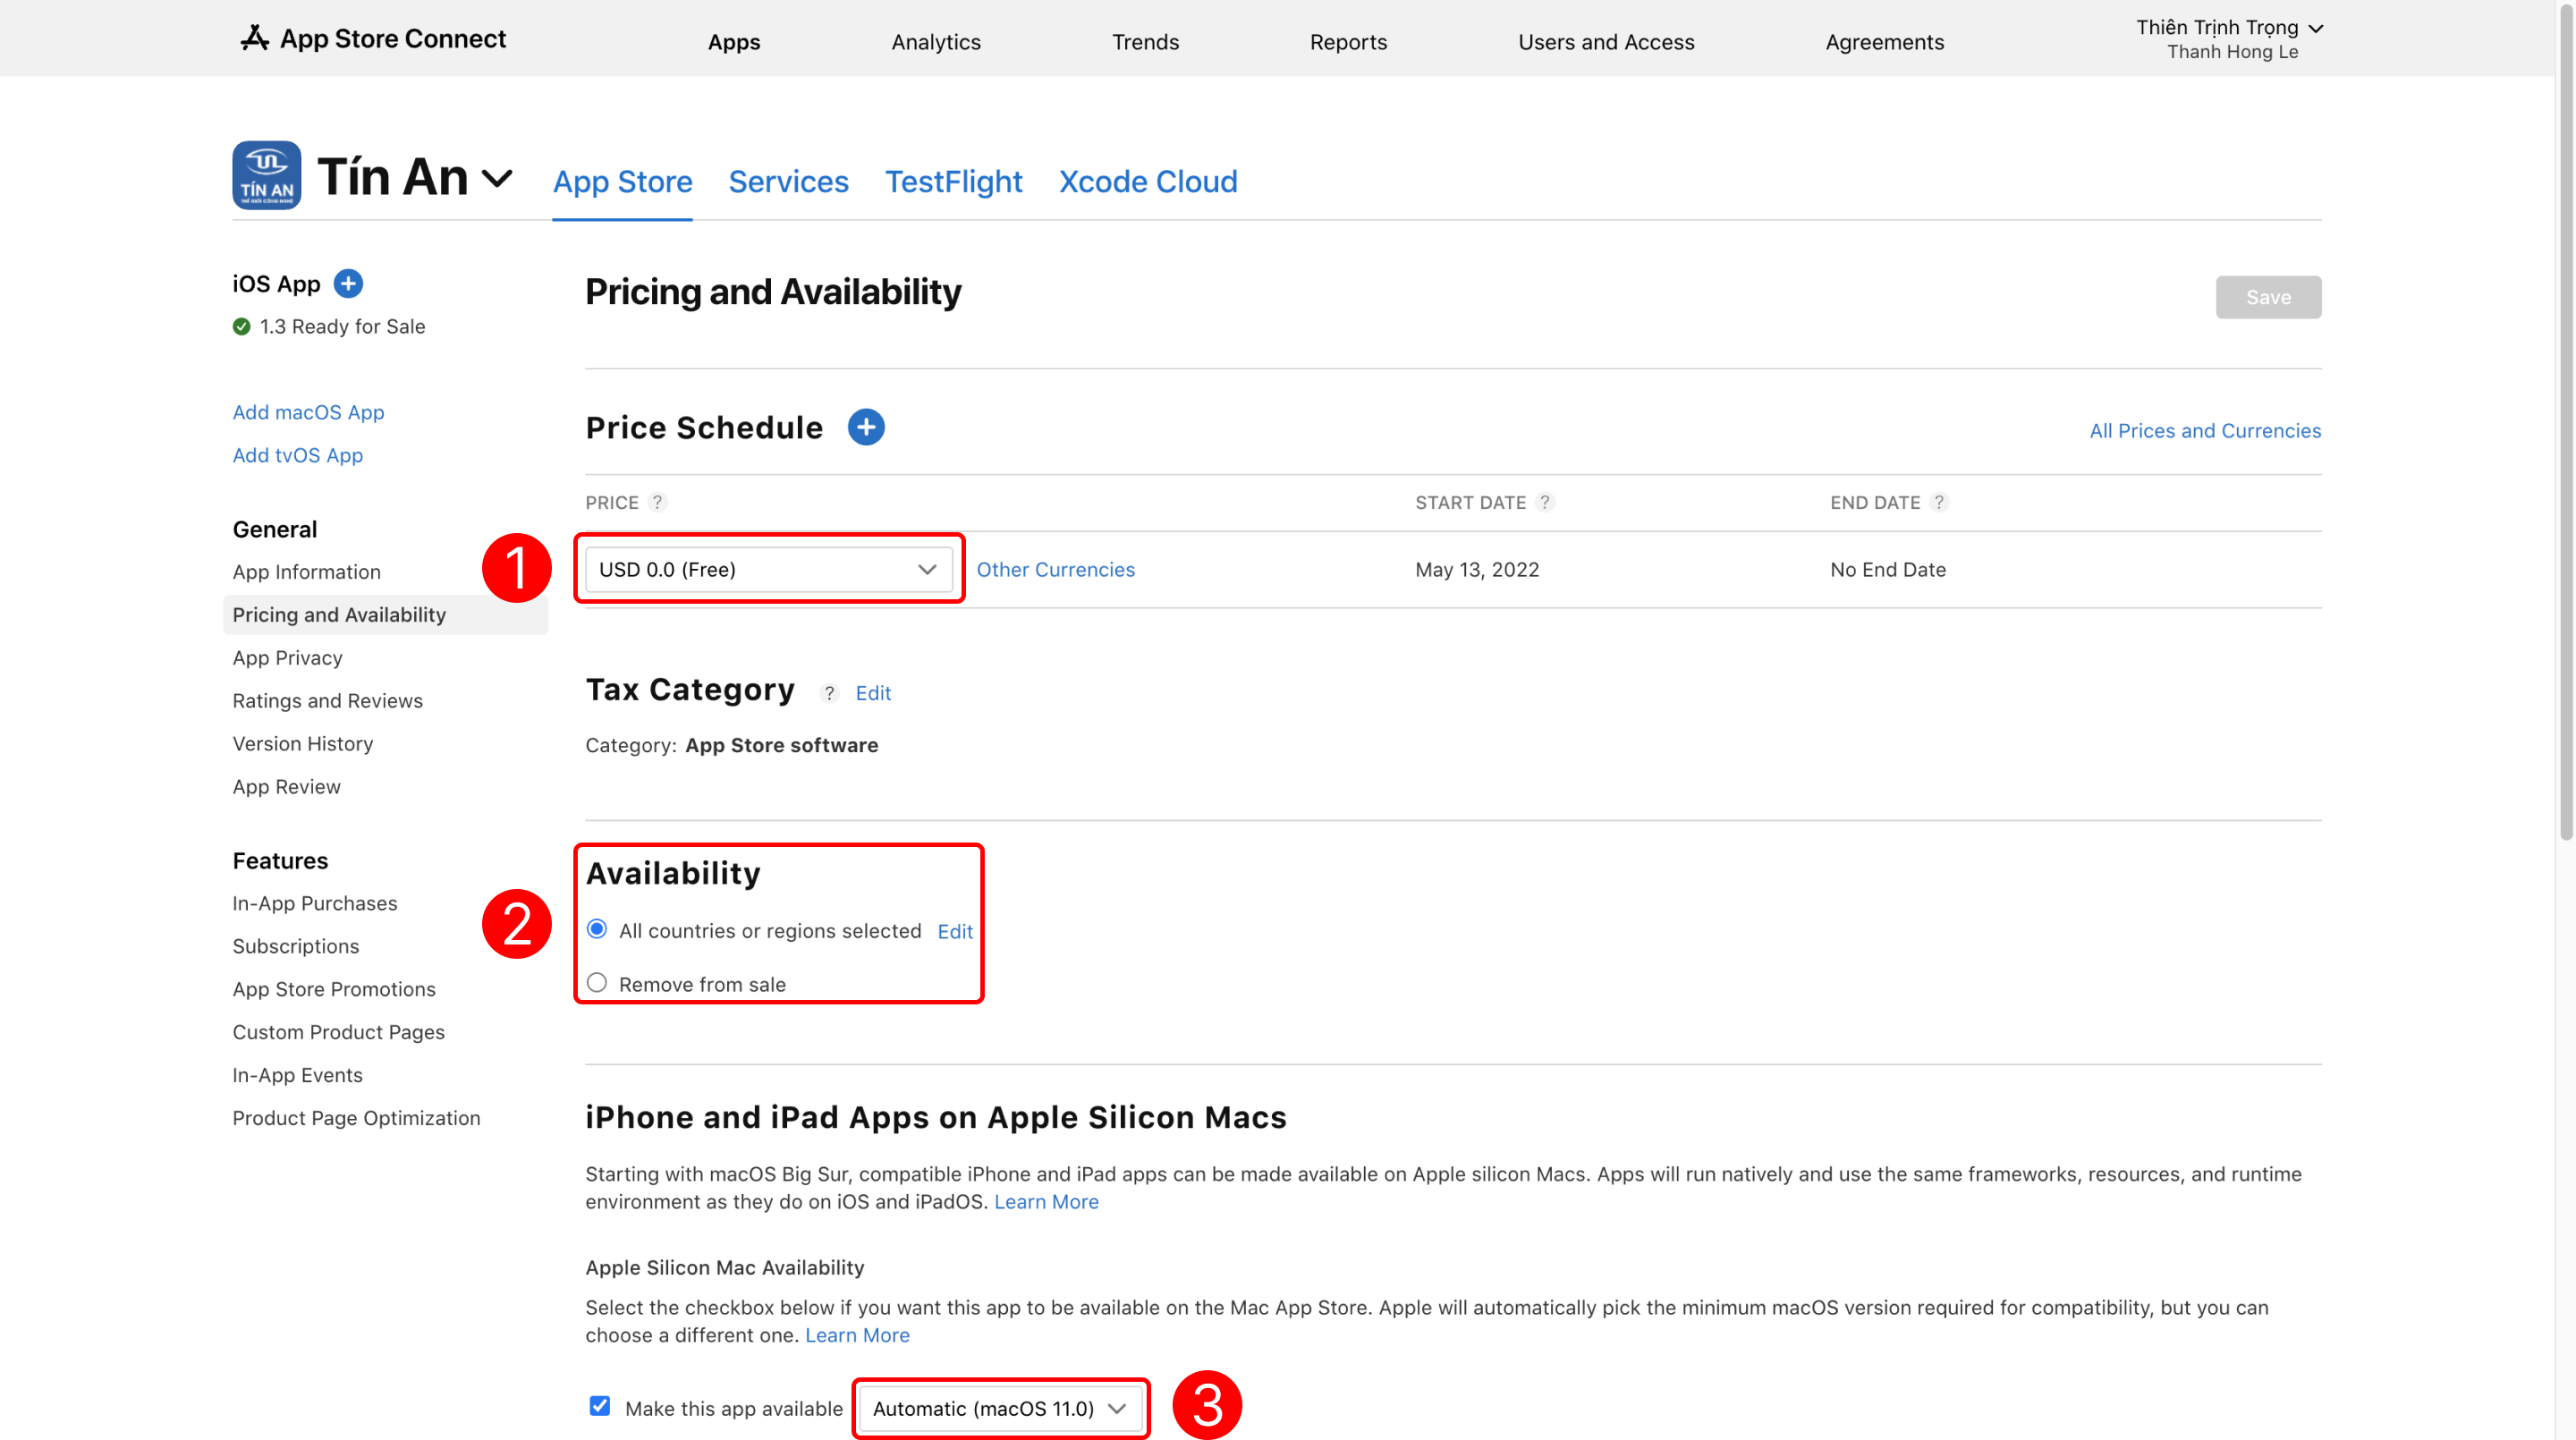 App Store Connect
Apps
Analytics
Trends
Reports
Users and Access
Agreements
Thiên Trịnh Trọng
Thanh Hong Le
TÍN AN
Tín An
App Store
Services
TestFlight
Xcode Cloud
iOS App
1.3 Ready for Sale
Add macOS App
Add tvOS App
General
App Information
Pricing and Availability
App Privacy
Ratings and Reviews
Version History
App Review
Features
In-App Purchases
Subscriptions
App Store Promotions
Custom Product Pages
In-App Events
Product Page Optimization
Pricing and Availability
Save
Price Schedule
All Prices and Currencies
PRICE ?
START DATE ?
END DATE ?
1
USD 0.0 (Free)
Other Currencies
May 13, 2022
No End Date
Tax Category ? Edit
Category: App Store software
2
Availability
All countries or regions selected Edit
Remove from sale
iPhone and iPad Apps on Apple Silicon Macs
Starting with macOS Big Sur, compatible iPhone and iPad apps can be made available on Apple silicon Macs. Apps will run natively and use the same frameworks, resources, and runtime
environment as they do on iOS and iPadOS. Learn More
Apple Silicon Mac Availability
Select the checkbox below if you want this app to be available on the Mac App Store. Apple will automatically pick the minimum macOS version required for compatibility, but you can
choose a different one. Learn More
Make this app available
Automatic (macOS 11.0)
3